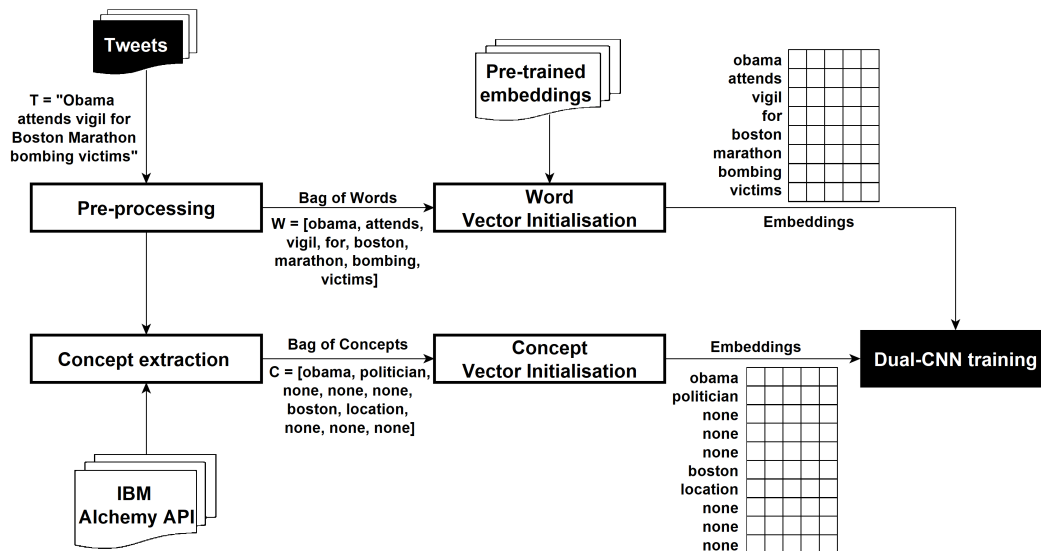 Tweets
T = "Obama
attends vigil for
Boston Marathon
bombing victims"
Pre-trained
embeddings
obama
attends
vigil
for
boston
marathon
bombing
victims
Pre-processing
Bag of Words
W = [obama, attends,
vigil, for, boston,
marathon, bombing,
victims]
Word
Vector Initialisation
Embeddings
Concept extraction
Bag of Concepts
C = [obama, politician,
none, none, none,
boston, location,
none, none, none]
Concept
Vector Initialisation
Embeddings
Dual-CNN training
obama
politician
none
none
none
boston
location
none
none
none
IBM
Alchemy API